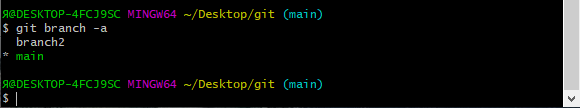 Я@DESKTOP-4FCJ9SC MINGW64 ~/Desktop/git (main)
$ git branch -a
  branch2
* main
Я@DESKTOP-4FCJ9SC MINGW64 ~/Desktop/git (main)
$